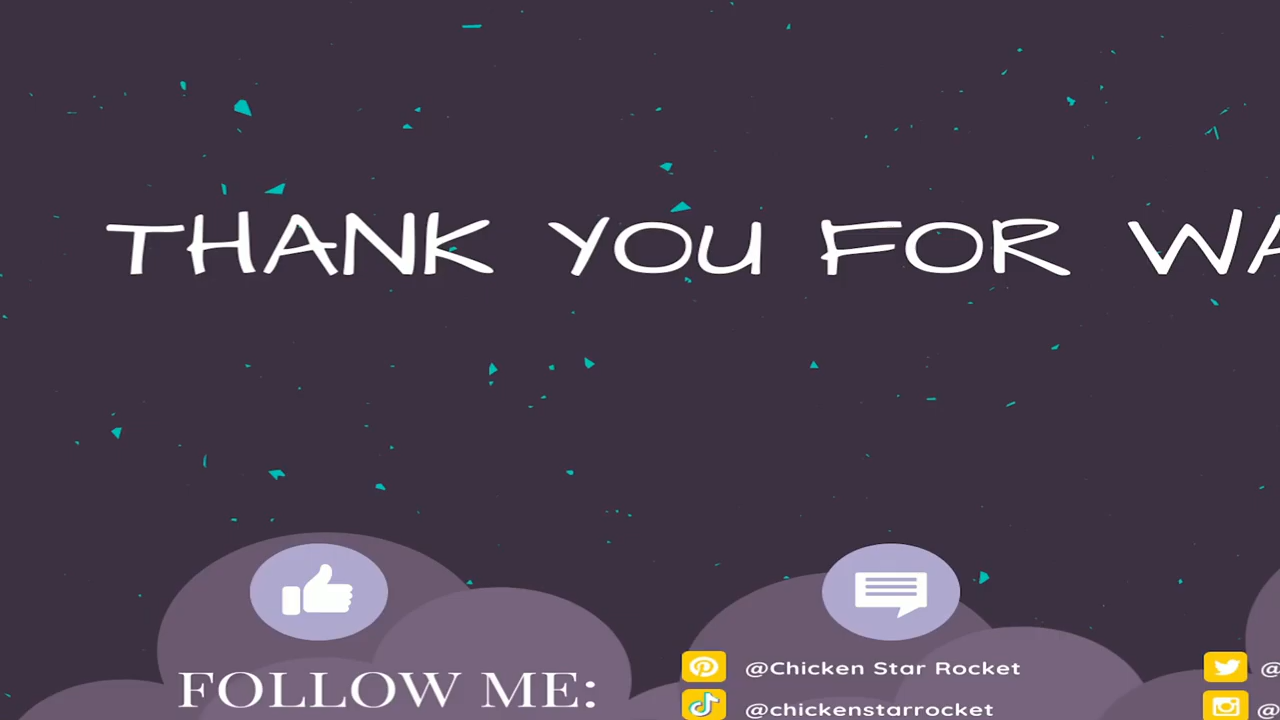 THANK YOU FOR WA
FOLLOW ME:
@Chicken Star Rocket
@
@chickenstarrocket
@